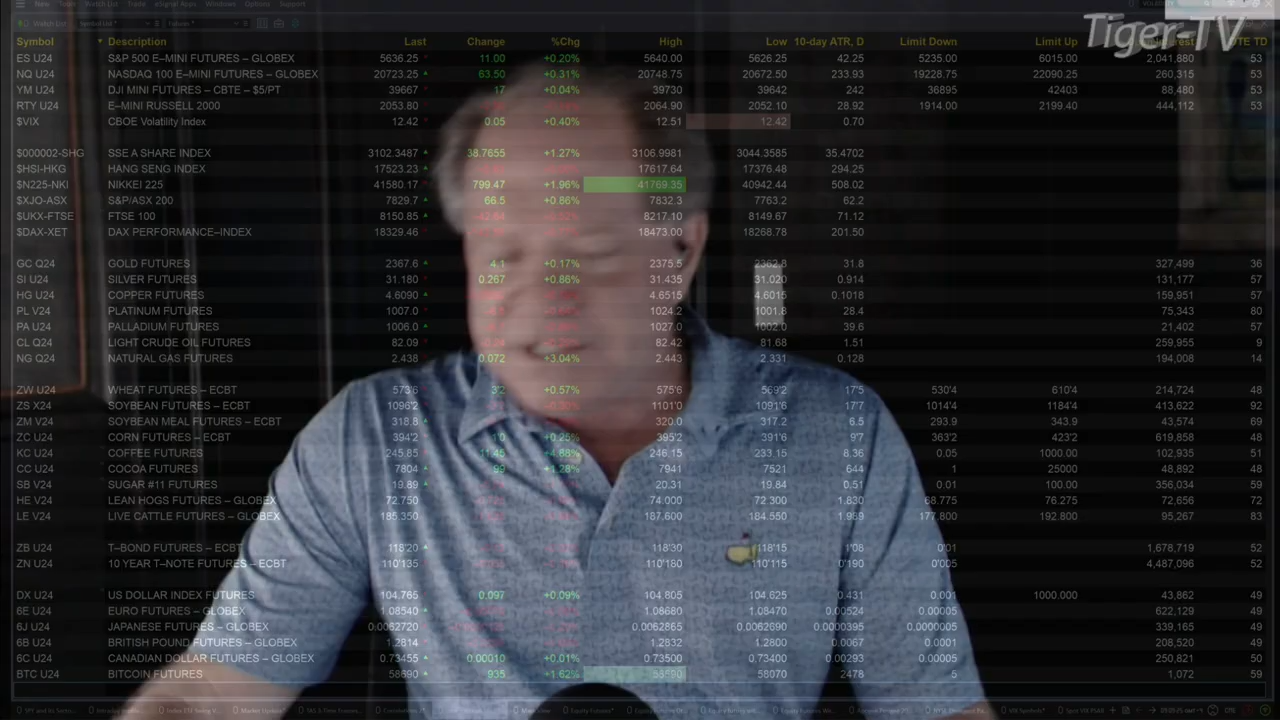 New Tools Watch List Trade eSignal Apps Windows Options Support
Tiger-TV
Watch List
Symbol Description Last Change %Chg High Low 10-day ATR, D Limit Down Limit Up
ES U24 S&P 500 E-MINI FUTURES – GLOBEX 5636.25 11.00 +0.20% 5640.00 5626.25 42.25 5235.00 6015.00 2,041,880 53
NQ U24 NASDAQ 100 E-MINI FUTURES – GLOBEX 20723.25 63.50 +0.31% 20748.75 20672.50 233.93 19228.75 22090.25 260,315 53
YM U24 DJI MINI FUTURES – CBTE – $5/PT 39667 17 +0.04% 39730 39642 242 36895 42403 88,480 53
RTY U24 E-MINI RUSSELL 2000 2053.80 2064.90 2052.10 28.92 1914.00 2199.40 444,112 53
$VIX CBOE Volatility Index 12.42 0.05 +0.40% 12.51 12.42 0.70
$000002-SHG SSE A SHARE INDEX 3102.3487 38.7655 +1.27% 3106.9981 3044.3585 35.4702
$HSI-HKG HANG SENG INDEX 17523.23 17617.64 17376.48 294.25
$N225-NKI NIKKEI 225 41580.17 799.47 +1.96% 41769.35 40942.44 508.02
$XJO-ASX S&P/ASX 200 7829.7 66.5 +0.86% 7832.3 7763.2 62.2
$UKX-FTSE FTSE 100 8150.85 -42.64 -0.52% 8217.10 8149.67 71.12
$DAX-XET DAX PERFORMANCE-INDEX 18329.46 18473.00 18268.78 201.50
GC Q24 GOLD FUTURES 2367.6 4.1 +0.17% 2375.5 2362.8 31.8 327,499 36
SI U24 SILVER FUTURES 31.180 0.267 +0.86% 31.435 31.020 0.914 131,177 57
HG U24 COPPER FUTURES 4.6090 4.6515 4.6015 0.1018 159,951 57
PL V24 PLATINUM FUTURES 1007.0 1024.2 1001.8 28.4 75,343 80
PA U24 PALLADIUM FUTURES 1006.0 1027.0 1002.0 39.6 21,402 57
CL Q24 LIGHT CRUDE OIL FUTURES 82.09 82.42 81.68 1.51 259,955 9
NG Q24 NATURAL GAS FUTURES 2.438 0.072 +3.04% 2.443 2.331 0.128 194,008 14
ZW U24 WHEAT FUTURES – ECBT 573'6 3'2 +0.57% 575'6 569'2 17'5 530'4 610'4 214,724 48
ZS X24 SOYBEAN FUTURES – ECBT 1096'2 1101'0 1091'6 17'7 1014'4 1184'4 413,622 92
ZM V24 SOYBEAN MEAL FUTURES – ECBT 318.8 320.0 317.2 6.5 293.9 343.9 43,574 69
ZC U24 CORN FUTURES – ECBT 394'2 1'0 +0.25% 395'2 391'6 9'7 363'2 423'2 619,858 48
KC U24 COFFEE FUTURES 245.85 11.45 +4.88% 246.15 233.15 8.36 0.05 1000.00 102,935 51
CC U24 COCOA FUTURES 7804 99 +1.28% 7941 7521 644 1 25000 48,892 48
SB V24 SUGAR #11 FUTURES 19.89 20.31 19.84 0.51 0.01 100.00 356,034 59
HE V24 LEAN HOGS FUTURES – GLOBEX 72.750 74.000 72.300 1.830 68.775 76.275 72,656 72
LE V24 LIVE CATTLE FUTURES – GLOBEX 185.350 187.600 184.550 1.989 177.800 192.800 95,267 83
ZB U24 T-BOND FUTURES – ECBT 118'20 118'30 118'15 1'08 0'01 1,678,719 52
ZN U24 10 YEAR T-NOTE FUTURES – ECBT 110'135 110'180 110'115 0'190 0'005 4,487,096 52
DX U24 US DOLLAR INDEX FUTURES 104.765 0.097 +0.09% 104.805 104.625 0.431 0.001 1000.000 43,862 49
6E U24 EURO FUTURES – GLOBEX 1.08540 1.08680 1.08470 0.00524 0.00005 622,129 49
6J U24 JAPANESE FUTURES – GLOBEX 0.0062720 0.0062865 0.0062690 0.0000395 0.0000005 339,165 49
6B U24 BRITISH POUND FUTURES – GLOBEX 1.2814 1.2832 1.2800 0.0067 0.0001 208,520 49
6C U24 CANADIAN DOLLAR FUTURES – GLOBEX 0.73455 0.00010 +0.01% 0.73500 0.73400 0.00293 0.00005 250,821 50
BTC U24 BITCOIN FUTURES 58690 935 +1.62% 58070 2478 5 1,072 59